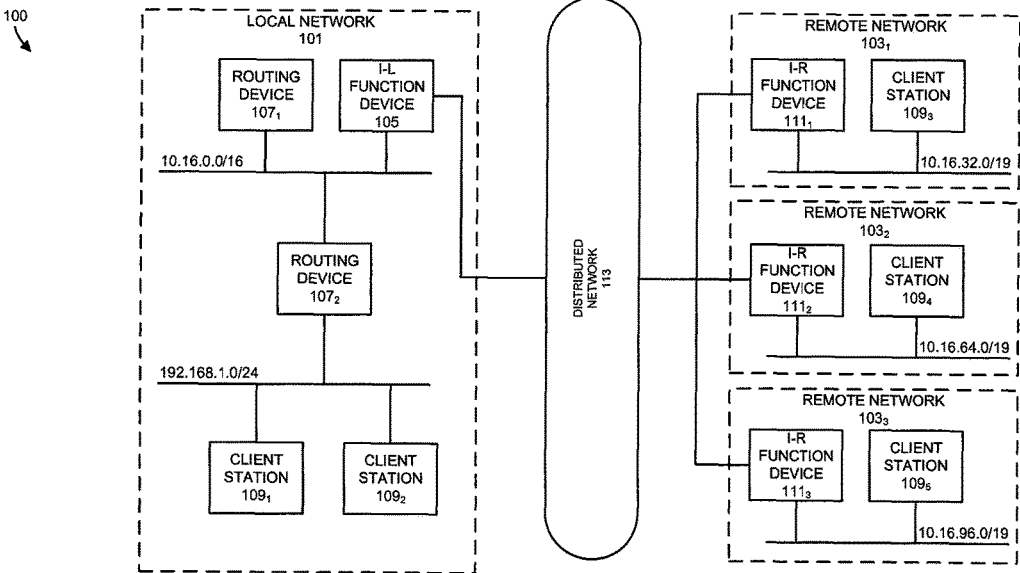 100
LOCAL NETWORK
101
ROUTING
DEVICE
107₁
I-L
FUNCTION
DEVICE
105
10.16.0.0/16
ROUTING
DEVICE
107₂
192.168.1.0/24
CLIENT
STATION
109₁
CLIENT
STATION
109₂
DISTRIBUTED
NETWORK
113
REMOTE NETWORK
103₁
I-R
FUNCTION
DEVICE
111₁
CLIENT
STATION
109₃
10.16.32.0/19
REMOTE NETWORK
103₂
I-R
FUNCTION
DEVICE
111₂
CLIENT
STATION
109₄
10.16.64.0/19
REMOTE NETWORK
103₃
I-R
FUNCTION
DEVICE
111₃
CLIENT
STATION
109₅
10.16.96.0/19